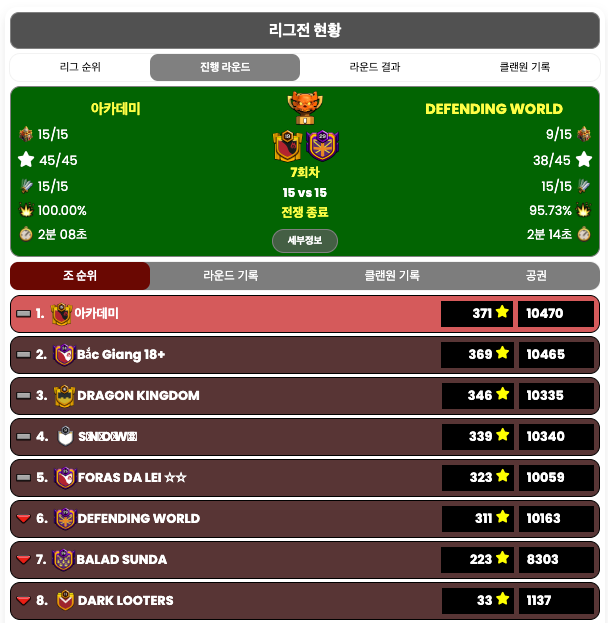 리그전 현황
리그 순위 진행 라운드 라운드 결과 클랜원 기록
아카데미 DEFENDING WORLD
15/15 9/15
45/45 38/45
7회차
15/15 15 vs 15 15/15
100.00% 전쟁 종료 95.73%
2분 08초 세부정보 2분 14초
조 순위 라운드 기록 클랜원 기록 공권
1. 아카데미 371 10470
2. Bắc Giang 18+ 369 10465
3. DRAGON KINGDOM 346 10335
4. 339 10340
5. FORAS DA LEI ☆☆ 323 10059
6. DEFENDING WORLD 311 10163
7. BALAD SUNDA 223 8303
8. DARK LOOTERS 33 1137